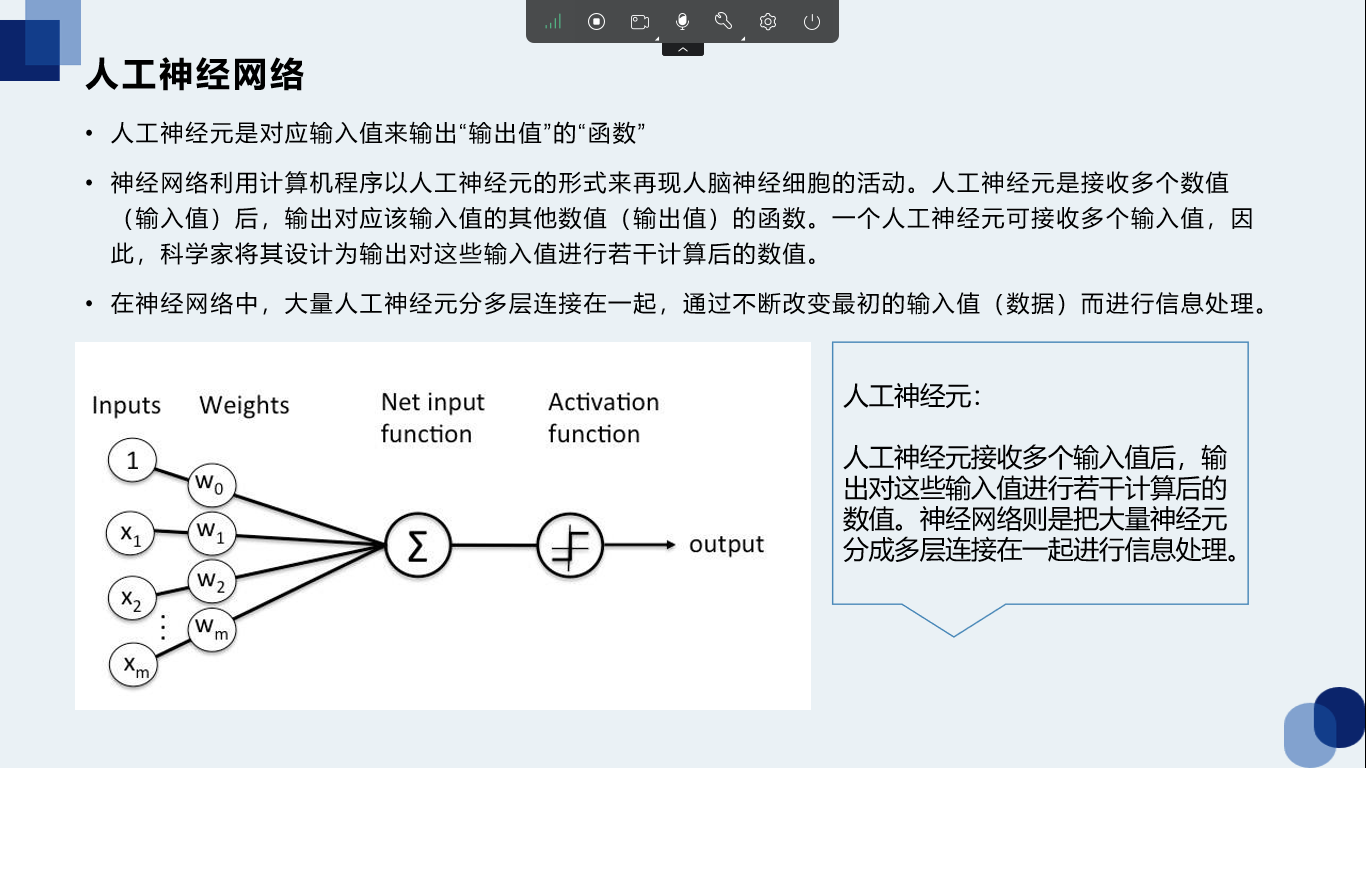 人工神经网络
• 人工神经元是对应输入值来输出“输出值”的“函数”
• 神经网络利用计算机程序以人工神经元的形式来再现人脑神经细胞的活动。人工神经元是接收多个数值
（输入值）后，输出对应该输入值的其他数值（输出值）的函数。一个人工神经元可接收多个输入值，因
此，科学家将其设计为输出对这些输入值进行若干计算后的数值。
• 在神经网络中，大量人工神经元分多层连接在一起，通过不断改变最初的输入值（数据）而进行信息处理。
Inputs
Weights
Net input
function
Activation
function
1
w0
x1
w1
x2
w2
⋮
xm
wm
Σ
output
人工神经元：
人工神经元接收多个输入值后，输
出对这些输入值进行若干计算后的
数值。神经网络则是把大量神经元
分成多层连接在一起进行信息处理。